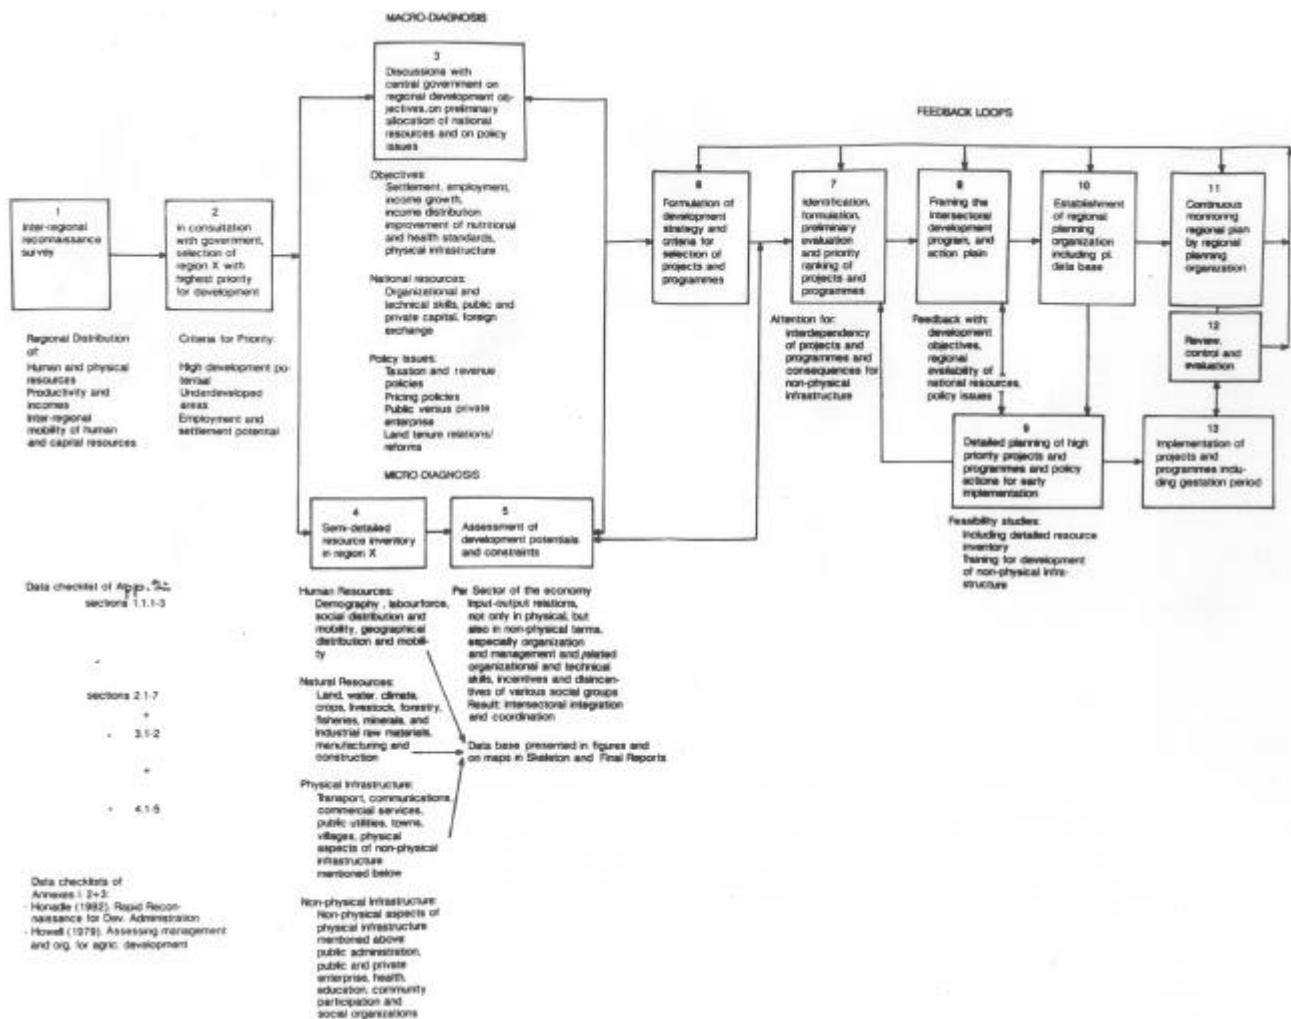 MACRO-DIAGNOSIS
3
Discussions with
central government on
regional development ob-
jectives, on preliminary
allocation of national
resources and on policy
issues
FEEDBACK LOOPS
1
Inter-regional
reconnaissance
survey
2
In consultation
with government,
selection of
region X with
highest priority
for development
Objectives:
Settlement, employment,
income growth,
income distribution
improvement of nutritional
and health standards,
physical infrastructure
National resources:
Organizational and
technical skills, public and
private capital, foreign
exchange
Policy Issues:
Taxation and revenue
policies
Pricing policies
Public versus private
enterprise
Land tenure relations/
reforms
6
Formulation of
development
strategy and
criteria for
selection of
projects and
programmes
7
Identification,
formulation,
preliminary
evaluation
and priority
ranking of
projects and
programmes
8
Framing the
intersectoral
development
program, and
action plain
10
Establishment
of regional
planning
organization
including pl.
data base
11
Continuous
monitoring
regional plan
by regional
planning
organization
12
Review,
control and
evaluation
Regional Distribution
of:
Human and physical
resources
Productivity and
incomes
Inter-regional
mobility of human
and capital resources
Criteria for Priority:
High development po-
tential
Underdeveloped
areas
Employment and
settlement potential
Attention for:
interdependency
of projects and
programmes and
consequences for
non-physical
infrastructure
Feedback with:
development
objectives,
regional
availability of
national resources,
policy issues
9
Detailed planning of high
priority projects and
programmes and policy
actions for early
implementation
13
Implementation of
projects and
programmes inclu-
ding gestation period
Feasibility studies:
Including detailed resource
inventory
Training for development
of non-physical infra-
structure
MICRO-DIAGNOSIS
4
Semi-detailed
resource inventory
in region X
5
Assessment of
development potentials
and constraints
Data checklist of App. 2:
sections 1.1.1-3
sections 2.1-7
+
" 3.1-2
+
" 4.1-5
Human Resources:
Demography, labourforce,
social distribution and
mobility, geographical
distribution and mobili-
ty
Natural Resources:
Land, water, climate,
crops, livestock, forestry,
fisheries, minerals, and
industrial raw materials,
manufacturing and
construction
Physical Infrastructure:
Transport, communications,
commercial services,
public utilities, towns,
villages, physical
aspects of non-physical
infrastructure
mentioned below
Non-physical Infrastructure:
Non-physical aspects of
physical infrastructure
mentioned above
public administration,
public and private
enterprise, health,
education, community
participation and
social organizations
Per Sector of the economy
Input-output relations,
not only in physical, but
also in non-physical terms,
especially organization
and management and related
organizational and technical
skills, incentives and disincen-
tives of various social groups
Result: intersectoral integration
and coordination
Data base presented in figures and
on maps in Skeleton and Final Reports
Data checklists of
Annexes 1, 2+3:
- Honadle (1982). Rapid Recon-
naissance for Dev. Administration
- Howell (1979). Assessing management
and org. for agric. development